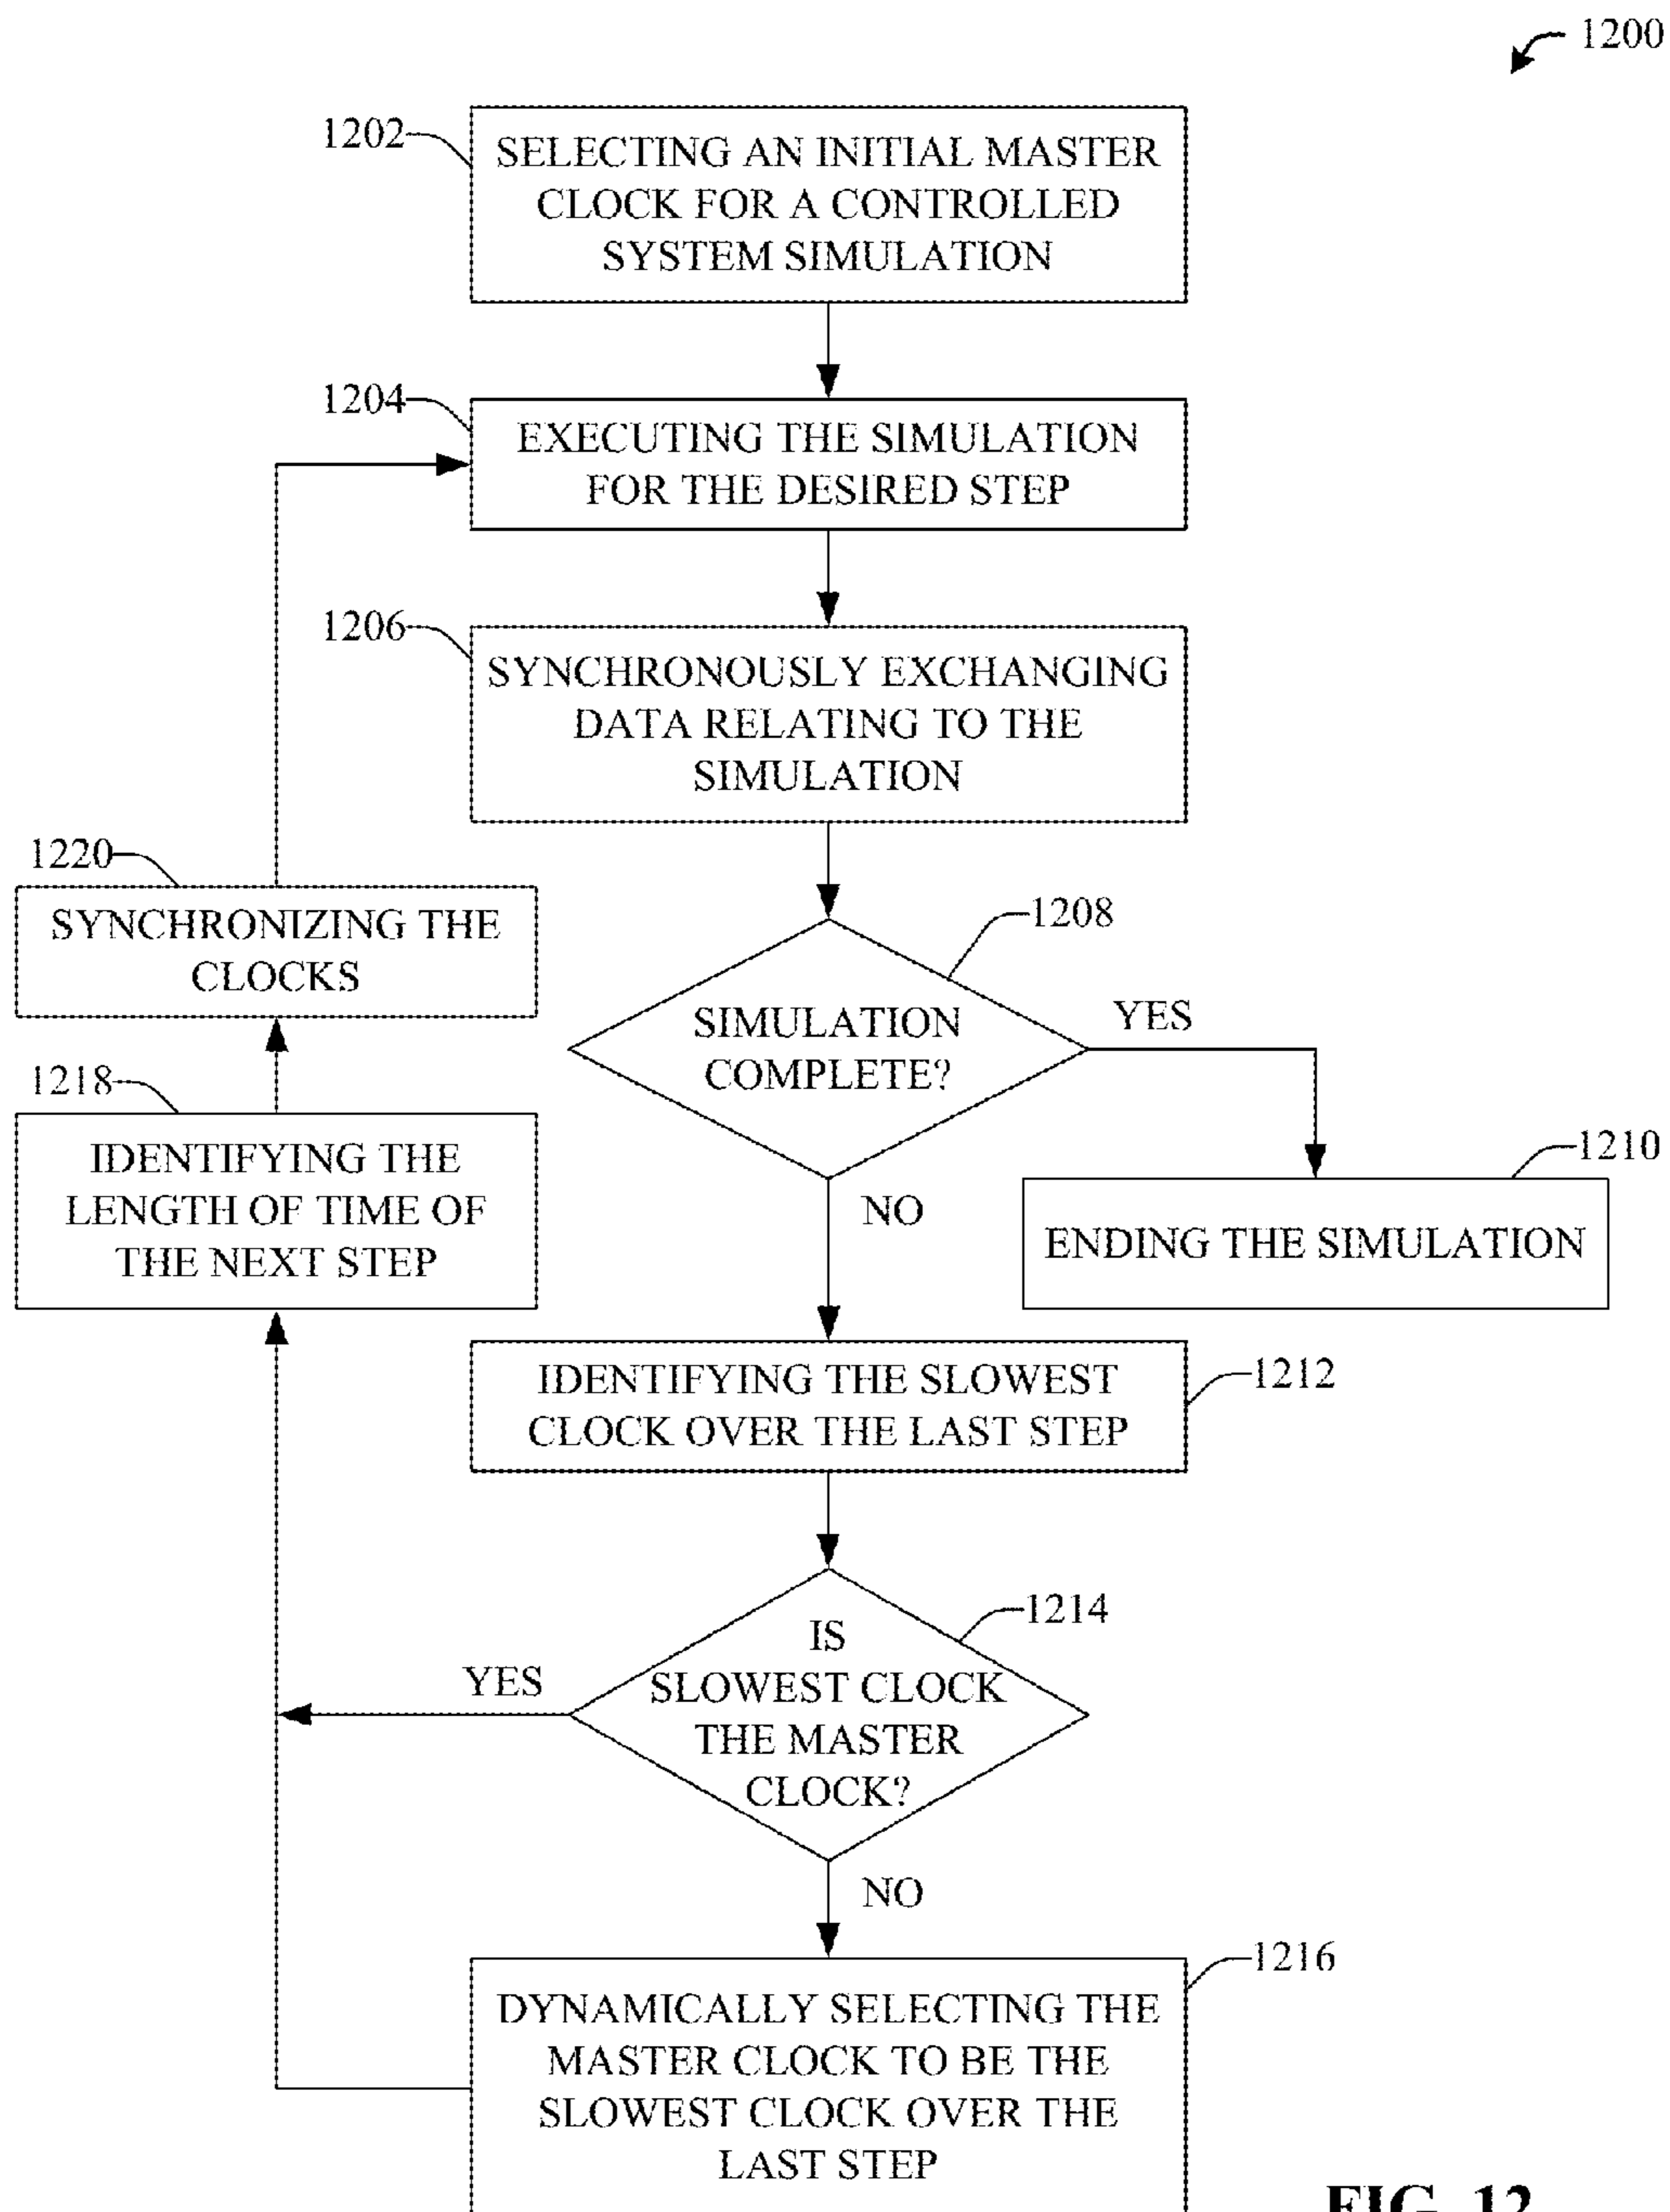 1200
1202
SELECTING AN INITIAL MASTER
CLOCK FOR A CONTROLLED
SYSTEM SIMULATION
1204
EXECUTING THE SIMULATION
FOR THE DESIRED STEP
1206
SYNCHRONOUSLY EXCHANGING
DATA RELATING TO THE
SIMULATION
1220
SYNCHRONIZING THE
CLOCKS
1208
SIMULATION
COMPLETE?
YES
1218
IDENTIFYING THE
LENGTH OF TIME OF
THE NEXT STEP
NO
1210
ENDING THE SIMULATION
1212
IDENTIFYING THE SLOWEST
CLOCK OVER THE LAST STEP
1214
IS
SLOWEST CLOCK
THE MASTER
CLOCK?
YES
NO
1216
DYNAMICALLY SELECTING THE
MASTER CLOCK TO BE THE
SLOWEST CLOCK OVER THE
LAST STEP
FIG. 12